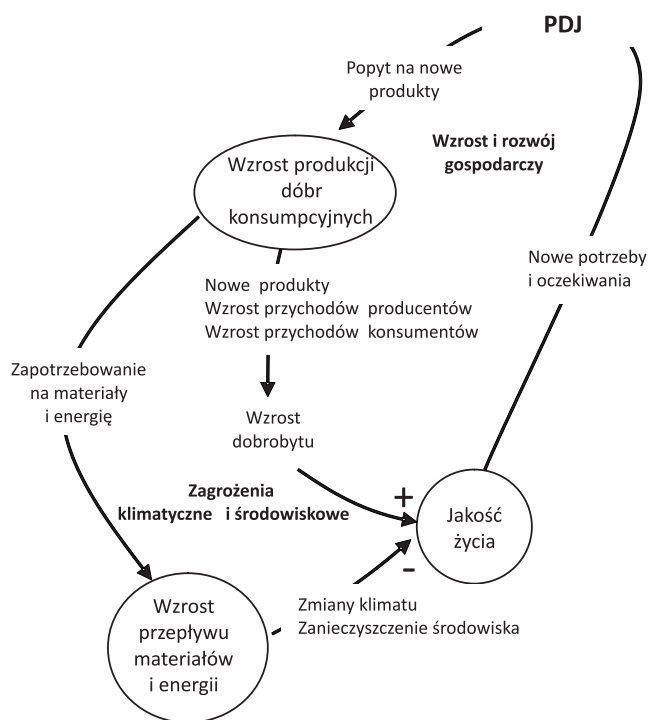 PDJ
Popyt na nowe
produkty
Wzrost i rozwój
gospodarczy
Wzrost produkcji
dóbr
konsumpcyjnych
Nowe potrzeby
i oczekiwania
Nowe produkty
Wzrost przychodów producentów
Wzrost przychodów konsumentów
Zapotrzebowanie
na materiały
i energię
Wzrost
dobrobytu
Zagrożenia
klimatyczne i środowiskowe
+
Jakość
życia
-
Zmiany klimatu
Zanieczyszczenie środowiska
Wzrost
przepływu
materiałów
i energii